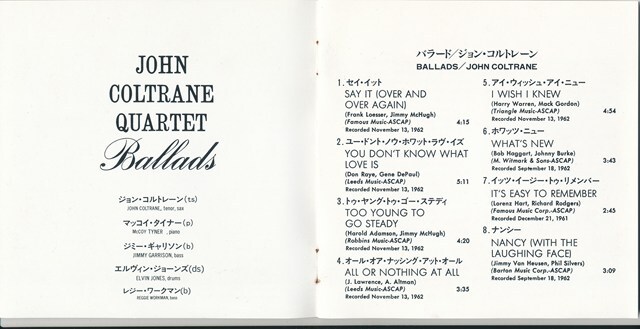 JOHN
COLTRANE
QUARTET
Ballads
ジョン・コルトレーン(ts)
JOHN COLTRANE, tenor, sax
マッコイ・タイナー(p)
McCOY TYNER, piano
ジミー・ギャリソン(b)
JIMMY GARRISON, bass
エルヴィン・ジョーンズ(ds)
ELVIN JONES, drums
レジー・ワークマン(b)
REGGIE WORKMAN, bass
バラード/ジョン・コルトレーン
BALLADS/JOHN COLTRANE
1. セイ・イット
SAY IT (OVER AND
OVER AGAIN)
(Frank Loesser, Jimmy McHugh)
(Famous Music-ASCAP) 4:15
Recorded November 13, 1962
2. ユー・ドント・ノウ・ホワット・ラヴ・イズ
YOU DON'T KNOW WHAT
LOVE IS
(Don Raye, Gene DePaul)
(Leeds Music-ASCAP) 5:11
Recorded November 13, 1962
3. トゥ・ヤング・トゥ・ゴー・ステディ
TOO YOUNG TO
GO STEADY
(Harold Adamson, Jimmy McHugh)
(Robbins Music-ASCAP) 4:20
Recorded November 13, 1962
4. オール・オア・ナッシング・アット・オール
ALL OR NOTHING AT ALL
(J. Lawrence, A. Altman)
(Leeds Music-ASCAP) 3:35
Recorded November 13, 1962
5. アイ・ウィッシュ・アイ・ニュー
I WISH I KNEW
(Harry Warren, Mack Gordon)
(Triangle Music-ASCAP) 4:54
Recorded November 13, 1962
6. ホワッツ・ニュー
WHAT'S NEW
(Bob Haggart, Johnny Burke)
(M. Witmark & Sons-ASCAP) 3:43
Recorded September 18, 1962
7. イッツ・イージー・トゥ・リメンバー
IT'S EASY TO REMEMBER
(Lorenz Hart, Richard Rodgers)
(Famous Music Corp.-ASCAP) 2:45
Recorded December 21, 1961
8. ナンシー
NANCY (WITH THE
LAUGHING FACE)
(Jimmy Van Heusen, Phil Silvers)
(Barton Music Corp.-ASCAP) 3:09
Recorded September 18, 1962